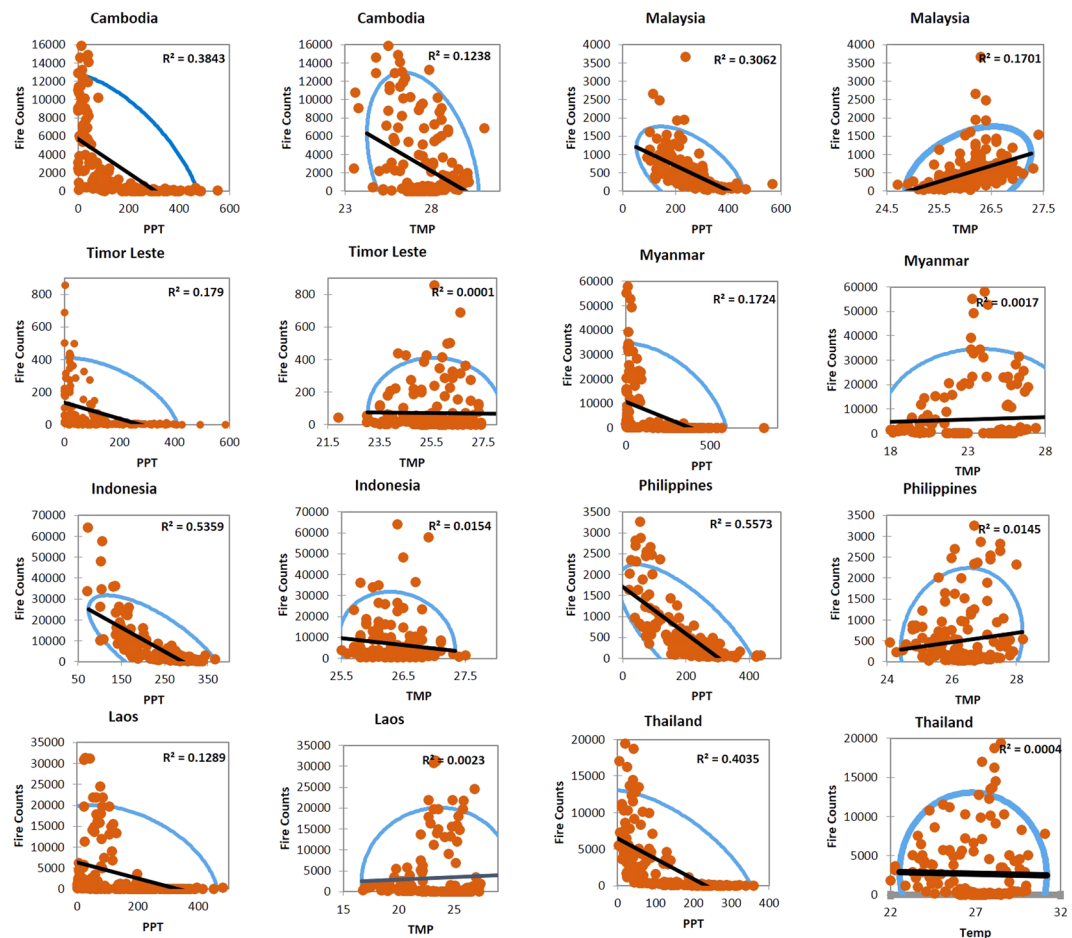 Cambodia
R² = 0.3843
Fire Counts
16000
14000
12000
10000
8000
6000
4000
2000
0
0 200 400 600
PPT
Cambodia
R² = 0.1238
Fire Counts
16000
14000
12000
10000
8000
6000
4000
2000
0
23 28
TMP
Malaysia
R² = 0.3062
Fire Counts
4000
3500
3000
2500
2000
1500
1000
500
0
0 200 400 600
PPT
Malaysia
R² = 0.1701
Fire Counts
4000
3500
3000
2500
2000
1500
1000
500
0
24.5 25.5 26.5 27.5
TMP
Timor Leste
R² = 0.179
Fire Counts
800
600
400
200
0
0 200 400 600
PPT
Timor Leste
R² = 0.0001
Fire Counts
800
600
400
200
0
21.5 23.5 25.5 27.5
TMP
Myanmar
R² = 0.1724
Fire Counts
60000
50000
40000
30000
20000
10000
0
0 500
PPT
Myanmar
R² = 0.0017
Fire Counts
60000
50000
40000
30000
20000
10000
0
18 23 28
TMP
Indonesia
R² = 0.5359
Fire Counts
70000
60000
50000
40000
30000
20000
10000
0
50 150 250 350
PPT
Indonesia
R² = 0.0154
Fire Counts
70000
60000
50000
40000
30000
20000
10000
0
25.5 26.5 27.5
TMP
Philippines
R² = 0.5573
Fire Counts
3500
3000
2500
2000
1500
1000
500
0
0 200 400 600
PPT
Philippines
R² = 0.0145
Fire Counts
3500
3000
2500
2000
1500
1000
500
0
24 26 28
TMP
Laos
R² = 0.1289
Fire Counts
35000
30000
25000
20000
15000
10000
5000
0
0 200 400
PPT
Laos
R² = 0.0023
Fire Counts
35000
30000
25000
20000
15000
10000
5000
0
15 20 25
TMP
Thailand
R² = 0.4035
Fire Counts
20000
15000
10000
5000
0
0 100 200 300 400
PPT
Thailand
R² = 0.0004
Fire Counts
20000
15000
10000
5000
0
22 27 32
Temp